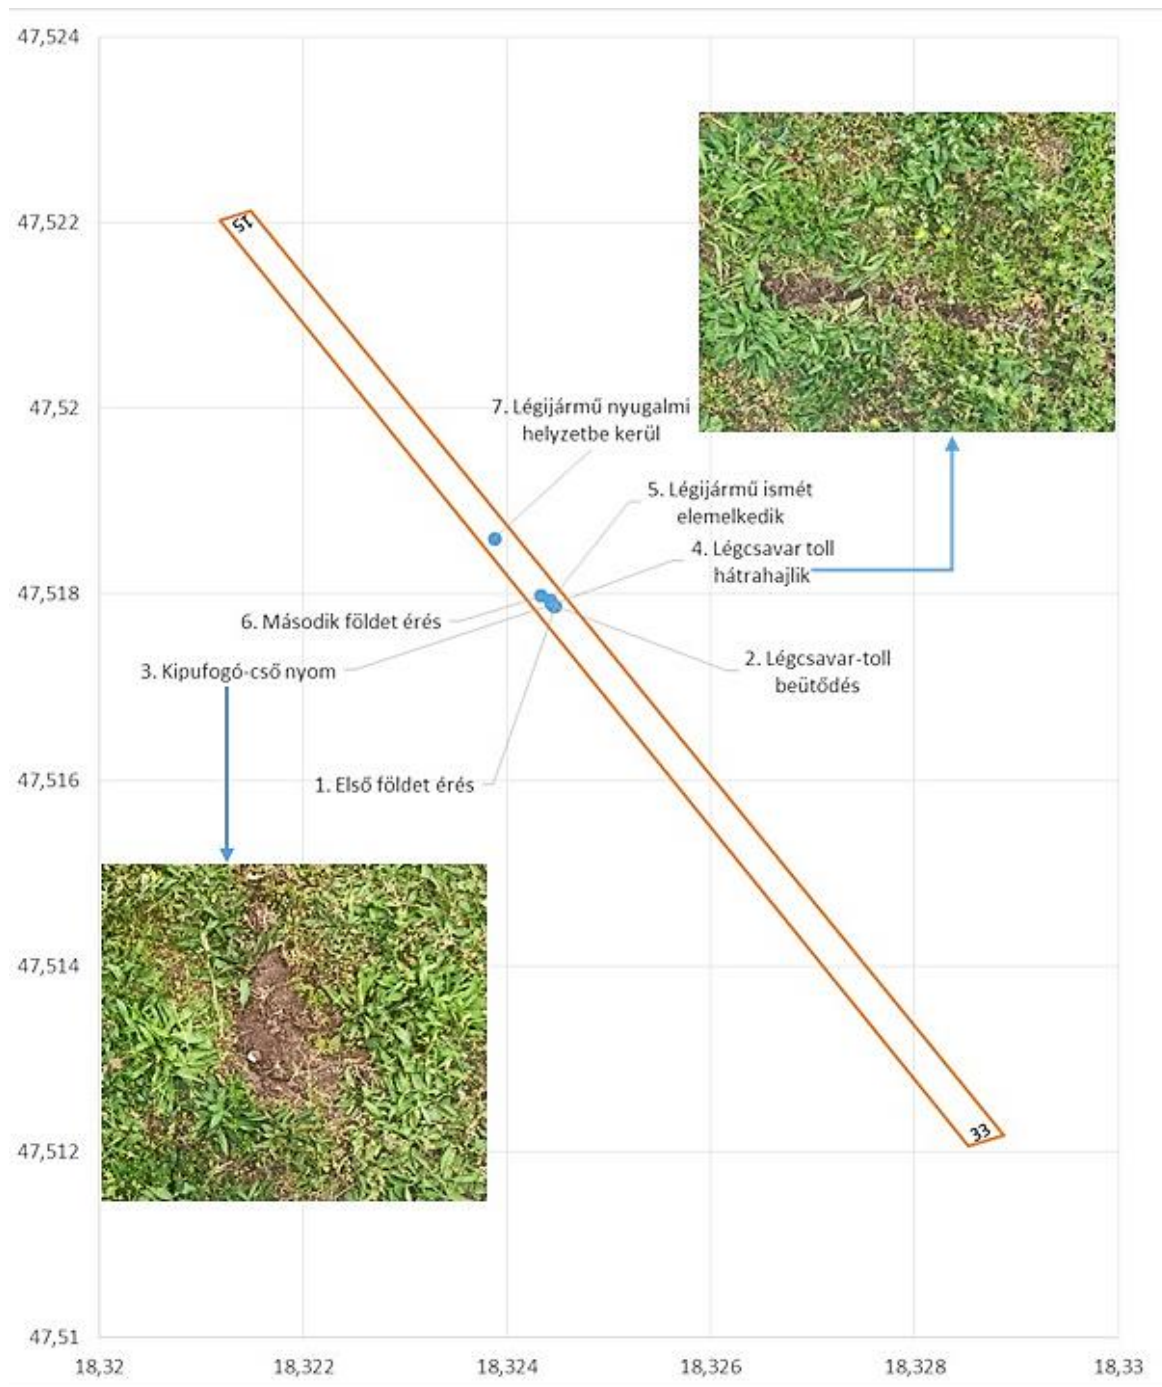 47,524
47,522
15
47,52
7. Légijármű nyugalmi
helyzetbe kerül
5. Légijármű ismét
elemelkedik
4. Légcsavar toll
hátrahajlik
47,518
6. Második földet érés
3. Kipufogó-cső nyom
2. Légcsavar-toll
beütődés
47,516
1. Első földet érés
47,514
47,512
33
47,51
18,32
18,322
18,324
18,326
18,328
18,33